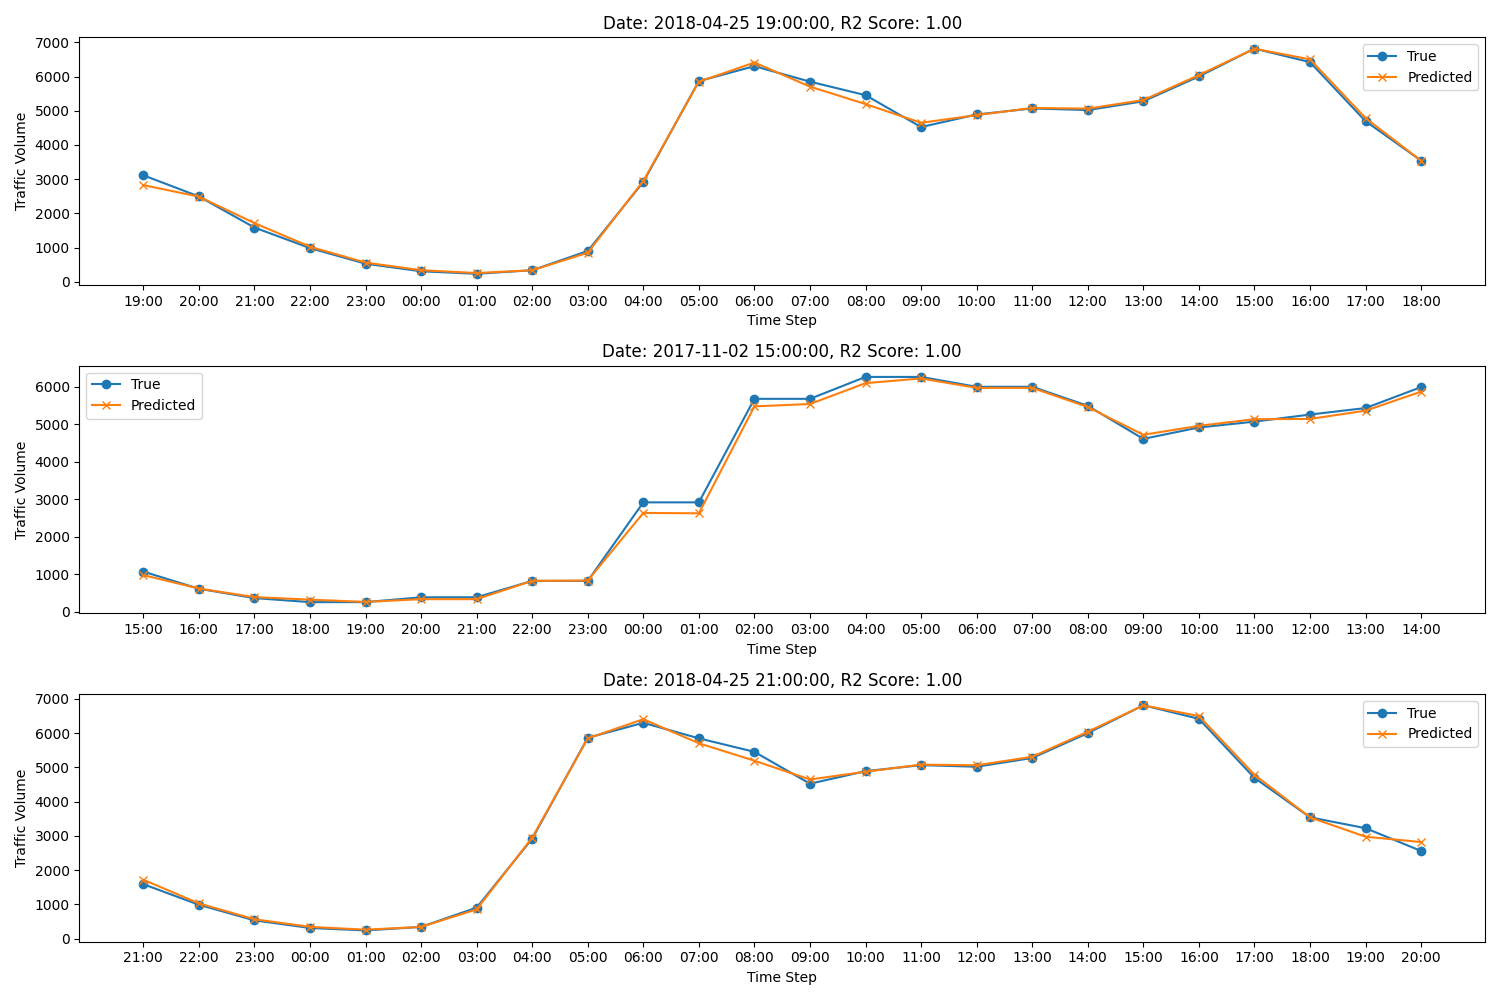 Date: 2018-04-25 19:00:00, R2 Score: 1.00
7000
6000
5000
4000
3000
2000
1000
0
Traffic Volume
True
Predicted
19:00 20:00 21:00 22:00 23:00 00:00 01:00 02:00 03:00 04:00 05:00 06:00 07:00 08:00 09:00 10:00 11:00 12:00 13:00 14:00 15:00 16:00 17:00 18:00
Time Step
Date: 2017-11-02 15:00:00, R2 Score: 1.00
True
Predicted
6000
5000
4000
3000
2000
1000
0
Traffic Volume
15:00 16:00 17:00 18:00 19:00 20:00 21:00 22:00 23:00 00:00 01:00 02:00 03:00 04:00 05:00 06:00 07:00 08:00 09:00 10:00 11:00 12:00 13:00 14:00
Time Step
Date: 2018-04-25 21:00:00, R2 Score: 1.00
7000
6000
5000
4000
3000
2000
1000
0
Traffic Volume
True
Predicted
21:00 22:00 23:00 00:00 01:00 02:00 03:00 04:00 05:00 06:00 07:00 08:00 09:00 10:00 11:00 12:00 13:00 14:00 15:00 16:00 17:00 18:00 19:00 20:00
Time Step